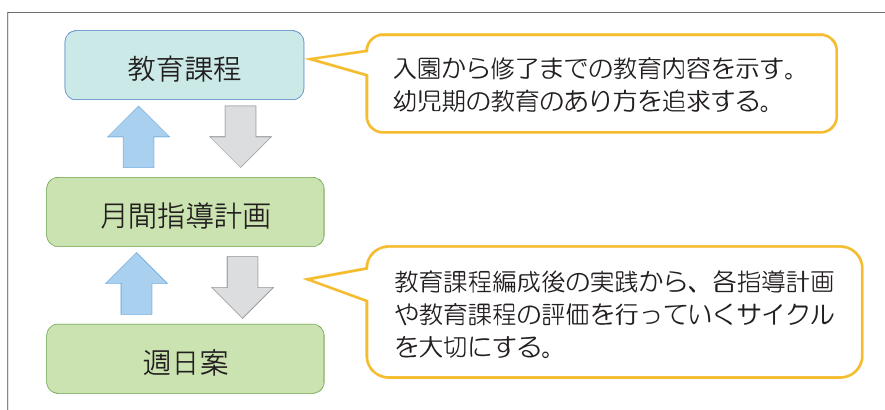 教育課程
入園から修了までの教育内容を示す。
幼児期の教育のあり方を追求する。
月間指導計画
教育課程編成後の実践から、各指導計画
や教育課程の評価を行っていくサイクル
を大切にする。
週日案